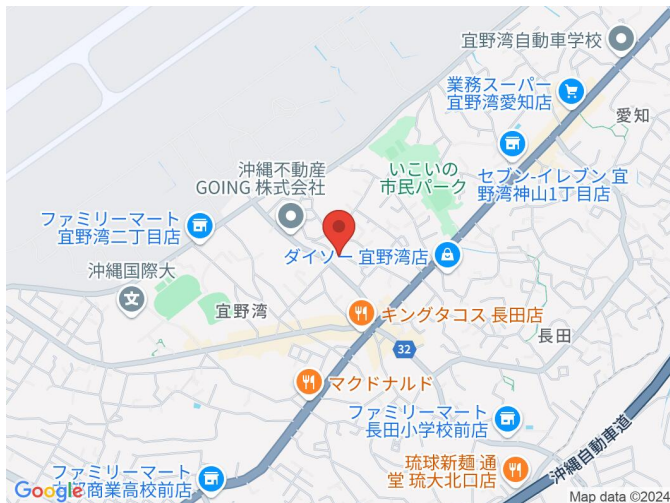 宜野湾自動車学校
業務スーパー
宜野湾愛知店
愛知
沖縄不動産
GOING 株式会社
いこいの
市民パーク
セブン-イレブン 宜
野湾神山1丁目店
ファミリーマート
宜野湾二丁目店
ダイソー 宜野湾店
沖縄国際大
宜野湾
キングタコス 長田店
長田
32
マクドナルド
ファミリーマート
長田小学校前店
沖縄自動車道
琉球新麺 通
堂 琉大北口店
ファミリーマート
商業高校前店
Google
Map data ©2024